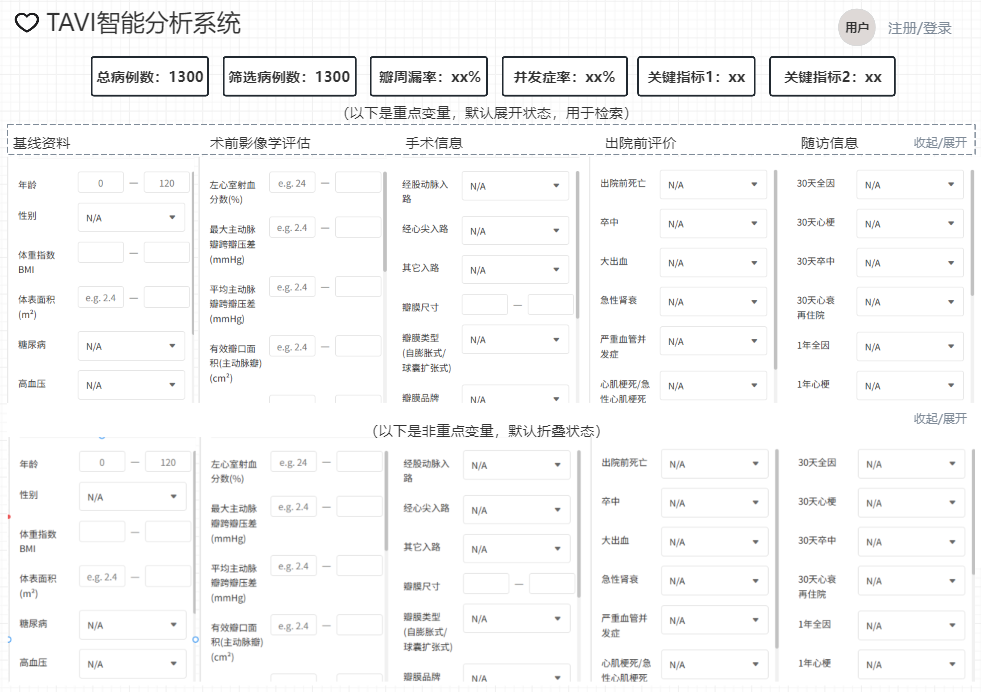 TAVI智能分析系统
用户
注册/登录
总病例数：1300
筛选病例数：1300
瓣周漏率：xx%
并发症率：xx%
关键指标1：xx
关键指标2：xx
（以下是重点变量，默认展开状态，用于检索）
基线资料
术前影像学评估
手术信息
出院前评价
随访信息
收起/展开
年龄
0
—
120
性别
N/A
体重指数
BMI
—
体表面积
(m²)
e.g. 2.4
—
糖尿病
N/A
高血压
N/A
左心室射血
分数(%)
e.g. 24
—
最大主动脉
瓣跨瓣压差
(mmHg)
e.g. 2.4
—
平均主动脉
瓣跨瓣压差
(mmHg)
e.g. 2.4
—
有效瓣口面
积(主动脉瓣)
(cm²)
e.g. 2.4
—
经股动脉入
路
N/A
经心尖入路
N/A
其它入路
N/A
瓣膜尺寸
—
瓣膜类型
(自膨胀式/
球囊扩张式)
N/A
瓣膜品牌
N/A
出院前死亡
N/A
卒中
N/A
大出血
N/A
急性肾衰
N/A
严重血管并
发症
N/A
心肌梗死/急
性心肌梗死
N/A
30天全因
N/A
30天心梗
N/A
30天卒中
N/A
30天心衰
再住院
N/A
1年全因
N/A
1年心梗
N/A
收起/展开
（以下是非重点变量，默认折叠状态）
年龄
0
—
120
性别
N/A
体重指数
BMI
—
体表面积
(m²)
e.g. 2.4
—
糖尿病
N/A
高血压
N/A
左心室射血
分数(%)
e.g. 24
—
最大主动脉
瓣跨瓣压差
(mmHg)
e.g. 2.4
—
平均主动脉
瓣跨瓣压差
(mmHg)
e.g. 2.4
—
有效瓣口面
积(主动脉瓣)
(cm²)
e.g. 2.4
—
经股动脉入
路
N/A
经心尖入路
N/A
其它入路
N/A
瓣膜尺寸
—
瓣膜类型
(自膨胀式/
球囊扩张式)
N/A
瓣膜品牌
N/A
出院前死亡
N/A
卒中
N/A
大出血
N/A
急性肾衰
N/A
严重血管并
发症
N/A
心肌梗死/急
性心肌梗死
N/A
30天全因
N/A
30天心梗
N/A
30天卒中
N/A
30天心衰
再住院
N/A
1年全因
N/A
1年心梗
N/A